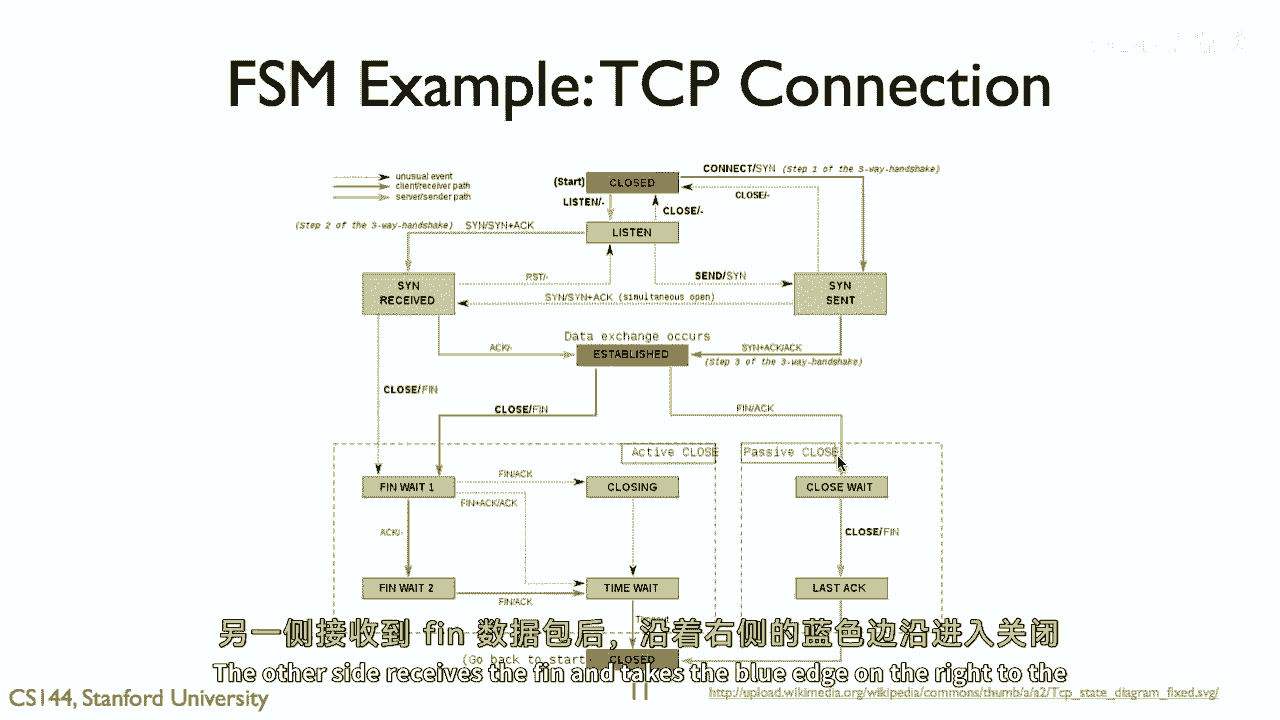 FSM Example: TCP Connection
unusual event
client/receiver path
server/sender path
(Start)
CLOSED
CONNECT/SYN (Step 1 of the 3-way-handshake)
CLOSE/-
LISTEN/-
CLOSE/-
(Step 2 of the 3-way-handshake) SYN/SYN+ACK
LISTEN
RST/-
SEND/SYN
SYN
RECEIVED
SYN/SYN+ACK (simultaneous open)
SYN
SENT
Data exchange occurs
ACK/-
ESTABLISHED
SYN+ACK/ACK
(Step 3 of the 3-way-handshake)
CLOSE/FIN
CLOSE/FIN
FIN/ACK
Active CLOSE
Passive CLOSE
FIN WAIT 1
FIN/ACK
CLOSING
CLOSE WAIT
FIN+ACK/ACK
ACK/-
CLOSE/FIN
FIN WAIT 2
FIN/ACK
TIME WAIT
LAST ACK
(Go back to start
CLOSED
另一侧接收到 fin 数据包后，沿着右侧的蓝色边沿进入关闭
The other side receives the fin and takes the blue edge on the right to the
CS144, Stanford University
11
http://upload.wikimedia.org/wikipedia/commons/thumb/a/a2/Tcp_state_diagram_fixed.svg/